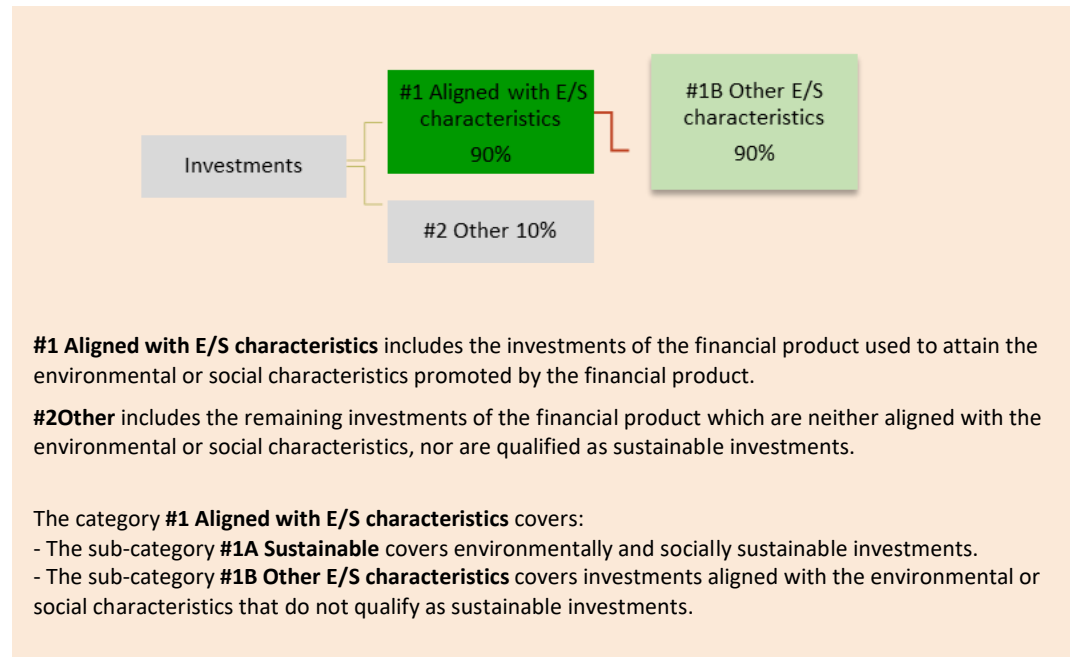 #1 Aligned with E/S
characteristics
90%
#1B Other E/S
characteristics
90%
Investments
#2 Other 10%
#1 Aligned with E/S characteristics includes the investments of the financial product used to attain the
environmental or social characteristics promoted by the financial product.
#2Other includes the remaining investments of the financial product which are neither aligned with the
environmental or social characteristics, nor are qualified as sustainable investments.
The category #1 Aligned with E/S characteristics covers:
- The sub-category #1A Sustainable covers environmentally and socially sustainable investments.
- The sub-category #1B Other E/S characteristics covers investments aligned with the environmental or
social characteristics that do not qualify as sustainable investments.